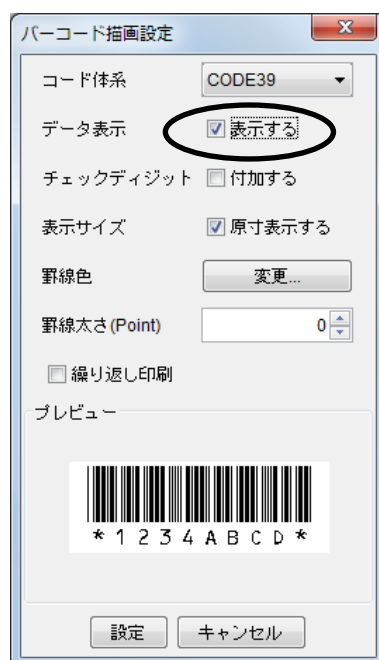 バーコード描画設定
コード体系 CODE39
データ表示 表示する
チェックディジット 付加する
表示サイズ 原寸表示する
罫線色 変更...
罫線太さ(Point) 0
繰り返し印刷
プレビュー
*1234ABCD*
設定 キャンセル